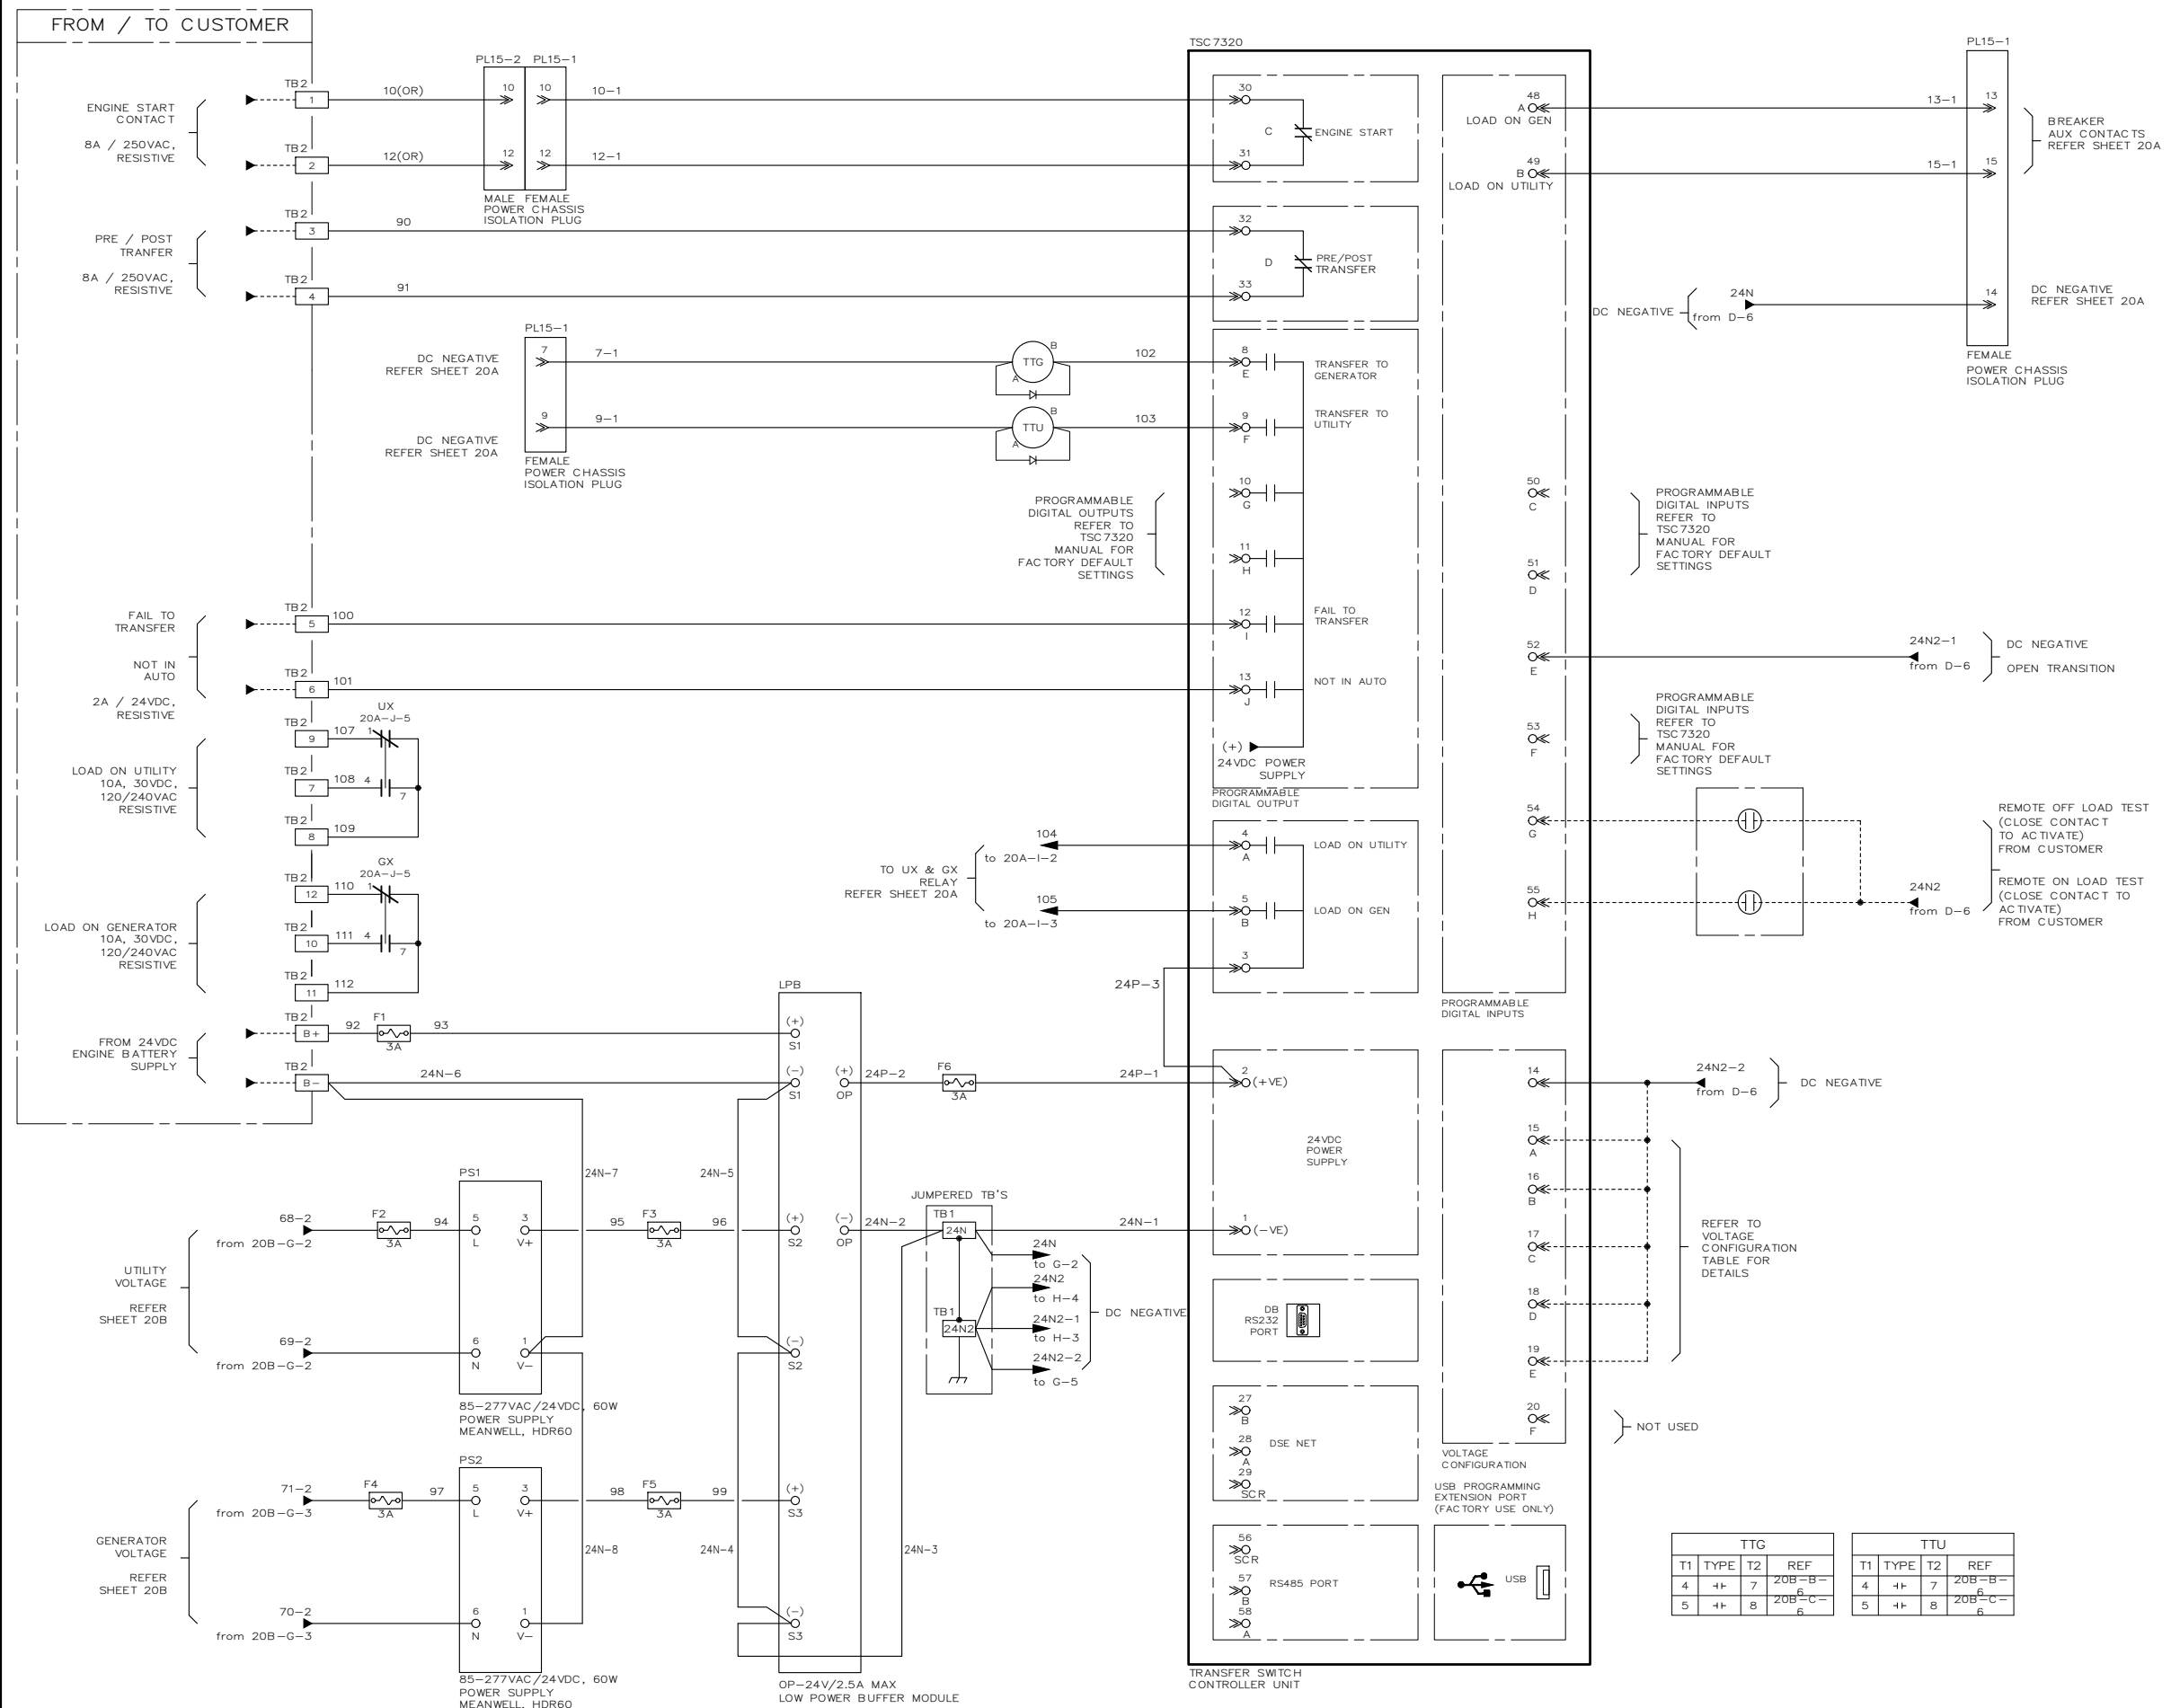 FROM / TO CUSTOMER
ENGINE START
CONTACT
8A / 250VAC,
RESISTIVE
TB2
1
10(OR)
TB2
2
12(OR)
PL15-2
PL15-1
10
10
12
12
10-1
12-1
MALE FEMALE
POWER CHASSIS
ISOLATION PLUG
PRE / POST
TRANFER
8A / 250VAC,
RESISTIVE
TB2
3
90
TB2
4
91
PL15-1
DC NEGATIVE
REFER SHEET 20A
7
7-1
DC NEGATIVE
REFER SHEET 20A
9
9-1
FEMALE
POWER CHASSIS
ISOLATION PLUG
A
TTG
B
102
A
TTU
B
103
PROGRAMMABLE
DIGITAL OUTPUTS
REFER TO
TSC7320
MANUAL FOR
FACTORY DEFAULT
SETTINGS
FAIL TO
TRANSFER
NOT IN
AUTO
2A / 24VDC,
RESISTIVE
TB2
5
100
TB2
6
101
LOAD ON UTILITY
10A, 30VDC,
120/240VAC
RESISTIVE
UX
20A-J-5
TB2
9
107
1
TB2
7
108
4
7
TB2
8
109
LOAD ON GENERATOR
10A, 30VDC,
120/240VAC
RESISTIVE
GX
20A-J-5
TB2
12
110
1
TB2
10
111
4
7
TB2
11
112
TO UX & GX
RELAY
REFER SHEET 20A
104
to 20A-I-2
105
to 20A-I-3
FROM 24VDC
ENGINE BATTERY
SUPPLY
TB2
B+
92
F1
3A
93
TB2
B-
24N-6
LPB
(+)
S1
(-)
S1
(+)
OP
24P-2
F6
3A
24P-1
24P-3
24N-7
24N-5
UTILITY
VOLTAGE
REFER
SHEET 20B
68-2
from 20B-G-2
F2
3A
94
69-2
from 20B-G-2
PS1
5
L
3
V+
6
N
1
V-
85-277VAC/24VDC, 60W
POWER SUPPLY
MEANWELL, HDR60
95
F3
3A
96
(+)
S2
(-)
OP
24N-2
(-)
S2
JUMPERED TB'S
TB1
24N
TB1
24N2
24N-1
24N
to G-2
24N2
to H-4
24N2-1
to H-3
24N2-2
to G-5
DC NEGATIVE
GENERATOR
VOLTAGE
REFER
SHEET 20B
71-2
from 20B-G-3
F4
3A
97
70-2
from 20B-G-3
PS2
5
L
3
V+
6
N
1
V-
85-277VAC/24VDC, 60W
POWER SUPPLY
MEANWELL, HDR60
98
F5
3A
99
24N-8
24N-4
24N-3
(+)
S3
(-)
S3
OP-24V/2.5A MAX
LOW POWER BUFFER MODULE
TSC7320
30
C
ENGINE START
31
32
D
PRE/POST
TRANSFER
33
8
E
TRANSFER TO
GENERATOR
9
F
TRANSFER TO
UTILITY
10
G
11
H
12
I
FAIL TO
TRANSFER
13
J
NOT IN AUTO
(+)
24VDC POWER
SUPPLY
PROGRAMMABLE
DIGITAL OUTPUT
4
A
LOAD ON UTILITY
5
B
LOAD ON GEN
3
2
(+VE)
24VDC
POWER
SUPPLY
1
(-VE)
DB
RS232
PORT
27
B
28
A
29
SCR
DSE NET
56
SCR
57
B
58
A
RS485 PORT
TRANSFER SWITCH
CONTROLLER UNIT
48
A
LOAD ON GEN
49
B
LOAD ON UTILITY
50
C
51
D
52
E
53
F
54
G
55
H
PROGRAMMABLE
DIGITAL INPUTS
14
15
A
16
B
17
C
18
D
19
E
20
F
VOLTAGE
CONFIGURATION
USB PROGRAMMING
EXTENSION PORT
(FACTORY USE ONLY)
USB
PL15-1
13-1
13
15-1
15
BREAKER
AUX CONTACTS
REFER SHEET 20A
DC NEGATIVE
24N
from D-6
14
DC NEGATIVE
REFER SHEET 20A
FEMALE
POWER CHASSIS
ISOLATION PLUG
PROGRAMMABLE
DIGITAL INPUTS
REFER TO
TSC7320
MANUAL FOR
FACTORY DEFAULT
SETTINGS
24N2-1
from D-6
DC NEGATIVE
OPEN TRANSITION
PROGRAMMABLE
DIGITAL INPUTS
REFER TO
TSC7320
MANUAL FOR
FACTORY DEFAULT
SETTINGS
REMOTE OFF LOAD TEST
(CLOSE CONTACT
TO ACTIVATE)
FROM CUSTOMER
24N2
from D-6
REMOTE ON LOAD TEST
(CLOSE CONTACT TO
ACTIVATE)
FROM CUSTOMER
24N2-2
from D-6
DC NEGATIVE
REFER TO
VOLTAGE
CONFIGURATION
TABLE FOR
DETAILS
NOT USED
TTG
T1 TYPE T2 REF
4 7 20B-B-6
5 8 20B-C-6
TTU
T1 TYPE T2 REF
4 7 20B-B-6
5 8 20B-C-6